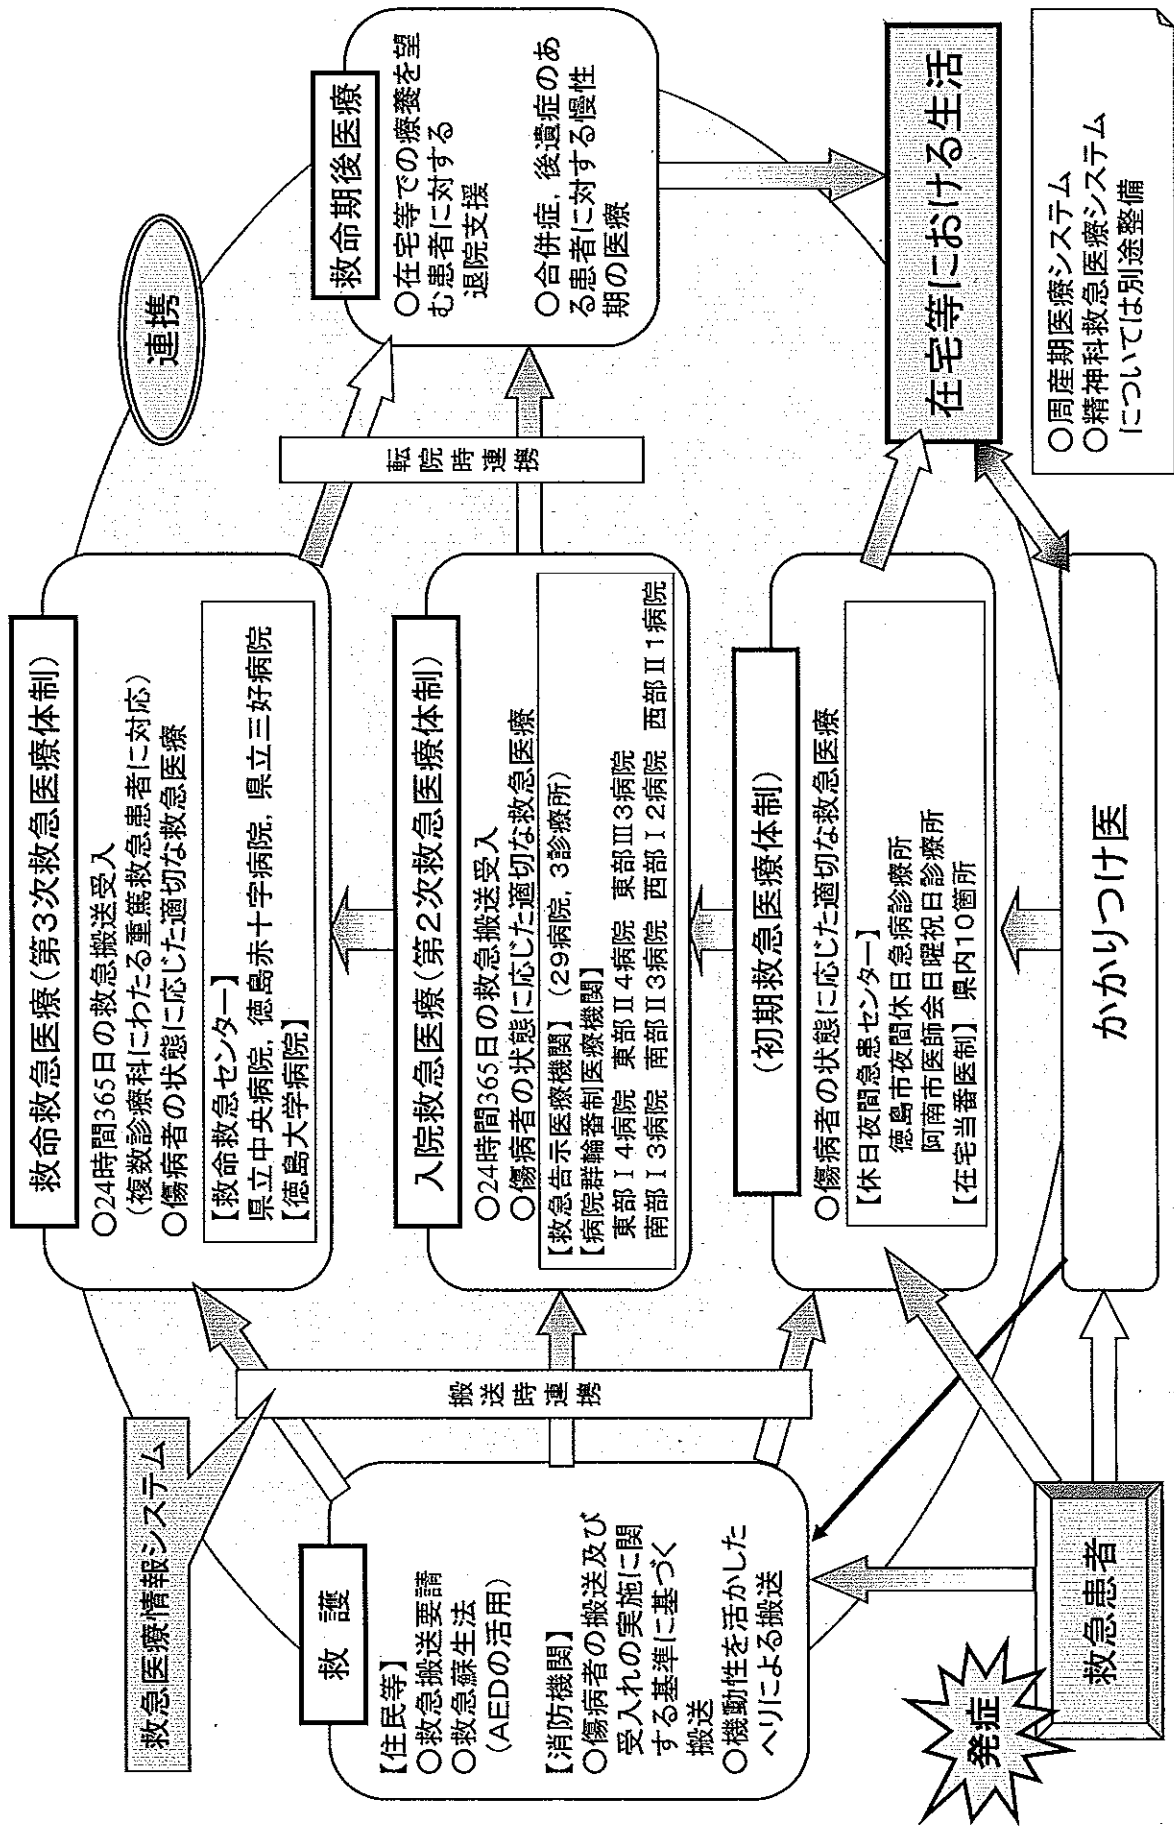 救急医療情報システム
連携
救護
【住民等】
○救急搬送要請
○救急蘇生法
(AEDの活用)
【消防機関】
○傷病者の搬送及び
受入れの実施に関
する基準に基づく
搬送
○機動性を活かした
ヘリによる搬送
発症
救急患者
搬送時連携
救命救急医療(第3次救急医療体制)
○24時間365日の救急搬送受入
(複数診療科にわたる重篤救急患者に対応)
○傷病者の状態に応じた適切な救急医療
【救命救急センター】
県立中央病院, 徳島赤十字病院, 県立三好病院
【徳島大学病院】
入院救急医療(第2次救急医療体制)
○24時間365日の救急搬送受入
○傷病者の状態に応じた適切な救急医療
【救急告示医療機関】 (29病院, 3診療所)
【病院群輪番制医療機関】
東部Ⅰ4病院 東部Ⅱ4病院 東部Ⅲ3病院
南部Ⅰ3病院 南部Ⅱ3病院 西部Ⅰ2病院 西部Ⅱ1病院
(初期救急医療体制)
○傷病者の状態に応じた適切な救急医療
【休日夜間急患センター】
徳島市夜間休日急病診療所
阿南市医師会日曜祝日診療所
【在宅当番医制】 県内10箇所
かかりつけ医
転院時連携
救命期後医療
○在宅等での療養を望
む患者に対する
退院支援
○合併症, 後遺症のあ
る患者に対する慢性
期の医療
在宅等における生活
○周産期医療システム
○精神科救急医療システム
については別途整備